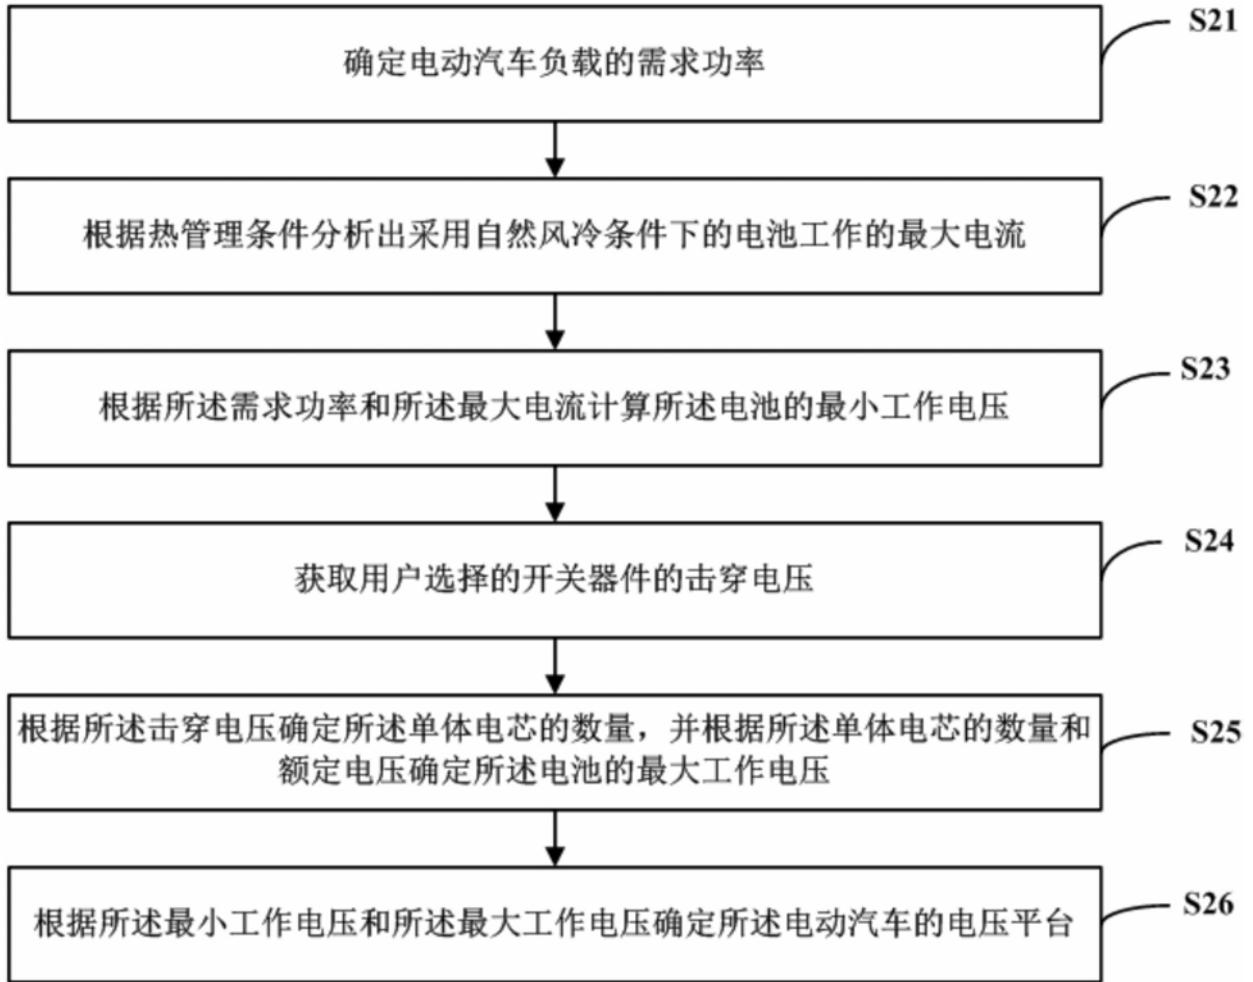 确定电动汽车负载的需求功率
S21
根据热管理条件分析出采用自然风冷条件下的电池工作的最大电流
S22
根据所述需求功率和所述最大电流计算所述电池的最小工作电压
S23
获取用户选择的开关器件的击穿电压
S24
根据所述击穿电压确定所述单体电芯的数量，并根据所述单体电芯的数量和
额定电压确定所述电池的最大工作电压
S25
根据所述最小工作电压和所述最大工作电压确定所述电动汽车的电压平台
S26